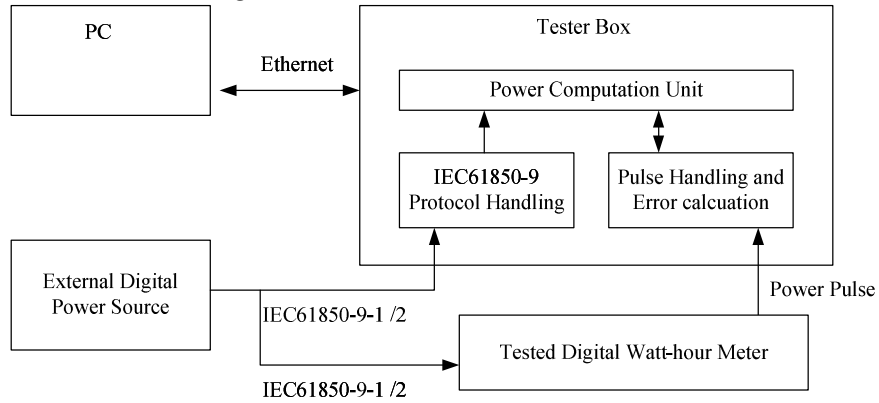 PC
Ethernet
Tester Box
Power Computation Unit
IEC61850-9
Protocol Handling
Pulse Handling and
Error calcuation
External Digital
Power Source
IEC61850-9-1 /2
Power Pulse
Tested Digital Watt-hour Meter
IEC61850-9-1 /2